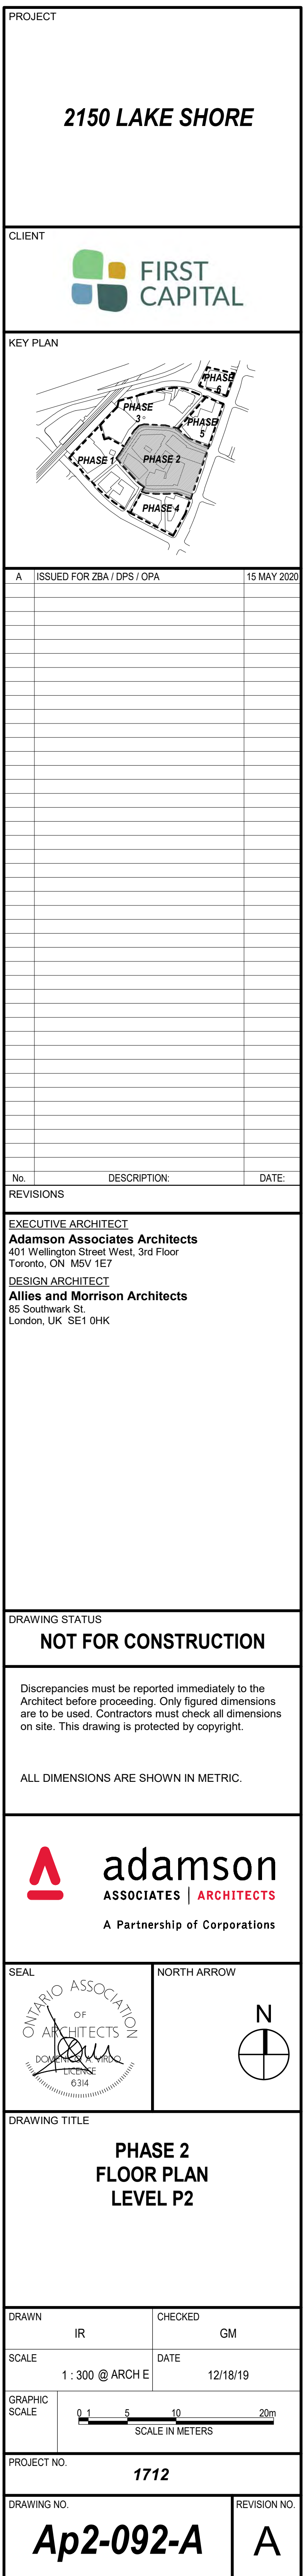 PROJECT
2150 LAKE SHORE
CLIENT
FIRST
CAPITAL
KEY PLAN
PHASE
6
PHASE
3
PHASE
5
PHASE 1
PHASE 2
PHASE 4
A ISSUED FOR ZBA / DPS / OPA 15 MAY 2020
No. DESCRIPTION: DATE:
REVISIONS
EXECUTIVE ARCHITECT
Adamson Associates Architects
401 Wellington Street West, 3rd Floor
Toronto, ON M5V 1E7
DESIGN ARCHITECT
Allies and Morrison Architects
85 Southwark St.
London, UK SE1 0HK
DRAWING STATUS
NOT FOR CONSTRUCTION
Discrepancies must be reported immediately to the
Architect before proceeding. Only figured dimensions
are to be used. Contractors must check all dimensions
on site. This drawing is protected by copyright.
ALL DIMENSIONS ARE SHOWN IN METRIC.
adamson
ASSOCIATES | ARCHITECTS
A Partnership of Corporations
SEAL
ONTARIO ASSOCIATION
OF
ARCHITECTS
DOMENICO A. VIRDO
LICENCE
6314
NORTH ARROW
N
DRAWING TITLE
PHASE 2
FLOOR PLAN
LEVEL P2
DRAWN
IR
CHECKED
GM
SCALE
1 : 300 @ ARCH E
DATE
12/18/19
GRAPHIC
SCALE
0 1 5 10 20m
SCALE IN METERS
PROJECT NO.
1712
DRAWING NO.
Ap2-092-A
REVISION NO.
A